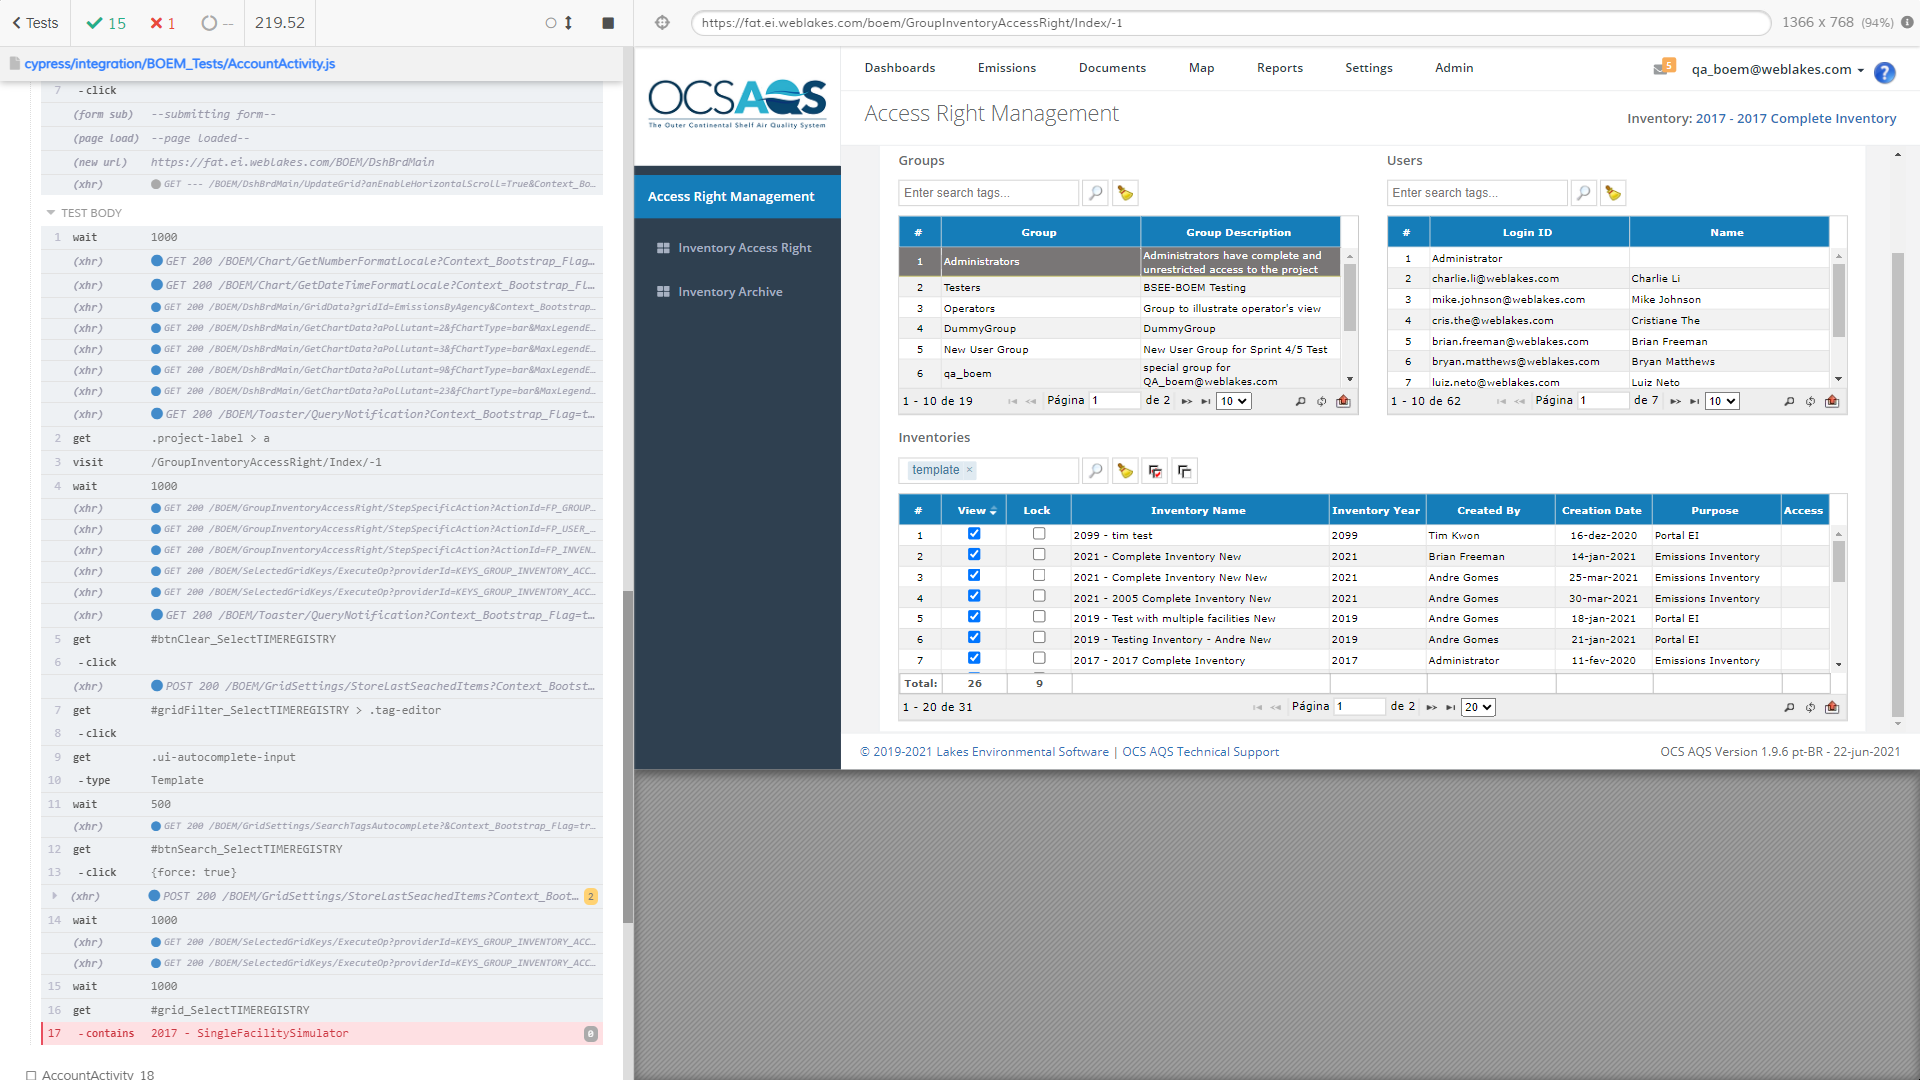 Tests
15
1
--
219.52
cypress/integration/BOEM_Tests/AccountActivity.js
7 - click
(form sub) --submitting form--
(page load) --page loaded--
(new url) https://fat.ei.weblakes.com/BOEM/DshBrdMain
(xhr) GET --- /BOEM/DshBrdMain/UpdateGrid?anEnableHorizontalScroll=True&Context_Bo...
TEST BODY
1 wait 1000
(xhr) GET 200 /BOEM/Chart/GetNumberFormatLocale?Context_Bootstrap_Flag...
(xhr) GET 200 /BOEM/Chart/GetDateTimeFormatLocale?Context_Bootstrap_Fl...
(xhr) GET 200 /BOEM/DshBrdMain/GridData?gridId=EmissionsByAgency&Context_Bootstrap...
(xhr) GET 200 /BOEM/DshBrdMain/GetChartData?aPollutant=2&fChartType=bar&MaxLegendE...
(xhr) GET 200 /BOEM/DshBrdMain/GetChartData?aPollutant=3&fChartType=bar&MaxLegendE...
(xhr) GET 200 /BOEM/DshBrdMain/GetChartData?aPollutant=9&fChartType=bar&MaxLegendE...
(xhr) GET 200 /BOEM/DshBrdMain/GetChartData?aPollutant=23&fChartType=bar&MaxLegend...
(xhr) GET 200 /BOEM/Toaster/QueryNotification?Context_Bootstrap_Flag=t...
2 get .project-label > a
3 visit /GroupInventoryAccessRight/Index/-1
4 wait 1000
(xhr) GET 200 /BOEM/GroupInventoryAccessRight/StepSpecificAction?ActionId=FP_GROUP...
(xhr) GET 200 /BOEM/GroupInventoryAccessRight/StepSpecificAction?ActionId=FP_USER_...
(xhr) GET 200 /BOEM/GroupInventoryAccessRight/StepSpecificAction?ActionId=FP_INVEN...
(xhr) GET 200 /BOEM/SelectedGridKeys/ExecuteOp?providerId=KEYS_GROUP_INVENTORY_ACC...
(xhr) GET 200 /BOEM/SelectedGridKeys/ExecuteOp?providerId=KEYS_GROUP_INVENTORY_ACC...
(xhr) GET 200 /BOEM/Toaster/QueryNotification?Context_Bootstrap_Flag=t...
5 get #btnClear_SelectTIMEREGISTRY
6 - click
(xhr) POST 200 /BOEM/GridSettings/StoreLastSeachedItems?Context_Bootst...
7 get #gridFilter_SelectTIMEREGISTRY > .tag-editor
8 - click
9 get .ui-autocomplete-input
10 - type Template
11 wait 500
(xhr) GET 200 /BOEM/GridSettings/SearchTagsAutocomplete?&Context_Bootstrap_Flag=tr...
12 get #btnSearch_SelectTIMEREGISTRY
13 - click {force: true}
(xhr) POST 200 /BOEM/GridSettings/StoreLastSeachedItems?Context_Boot... 2
14 wait 1000
(xhr) GET 200 /BOEM/SelectedGridKeys/ExecuteOp?providerId=KEYS_GROUP_INVENTORY_ACC...
(xhr) GET 200 /BOEM/SelectedGridKeys/ExecuteOp?providerId=KEYS_GROUP_INVENTORY_ACC...
15 wait 1000
16 get #grid_SelectTIMEREGISTRY
17 - contains 2017 - SingleFacilitySimulator 0
AccountActivity_18
https://fat.ei.weblakes.com/boem/GroupInventoryAccessRight/Index/-1
1366 x 768 (94%)
OCSAQS
The Outer Continental Shelf Air Quality System
Dashboards Emissions Documents Map Reports Settings Admin
5 qa_boem@weblakes.com ?
Access Right Management
Inventory: 2017 - 2017 Complete Inventory
Access Right Management
Inventory Access Right
Inventory Archive
Groups
Enter search tags...
# Group Group Description
1 Administrators Administrators have complete and unrestricted access to the project
2 Testers BSEE-BOEM Testing
3 Operators Group to illustrate operator's view
4 DummyGroup DummyGroup
5 New User Group New User Group for Sprint 4/5 Test
6 qa_boem special group for QA_boem@weblakes.com
1 - 10 de 19 Página 1 de 2 10
Users
Enter search tags...
# Login ID Name
1 Administrator
2 charlie.li@weblakes.com Charlie Li
3 mike.johnson@weblakes.com Mike Johnson
4 cris.the@weblakes.com Cristiane The
5 brian.freeman@weblakes.com Brian Freeman
6 bryan.matthews@weblakes.com Bryan Matthews
7 luiz.neto@weblakes.com Luiz Neto
1 - 10 de 62 Página 1 de 7 10
Inventories
template ×
# View Lock Inventory Name Inventory Year Created By Creation Date Purpose Access
1 2099 - tim test 2099 Tim Kwon 16-dez-2020 Portal EI
2 2021 - Complete Inventory New 2021 Brian Freeman 14-jan-2021 Emissions Inventory
3 2021 - Complete Inventory New New 2021 Andre Gomes 25-mar-2021 Emissions Inventory
4 2021 - 2005 Complete Inventory New 2021 Andre Gomes 30-mar-2021 Emissions Inventory
5 2019 - Test with multiple facilities New 2019 Andre Gomes 18-jan-2021 Portal EI
6 2019 - Testing Inventory - Andre New 2019 Andre Gomes 21-jan-2021 Portal EI
7 2017 - 2017 Complete Inventory 2017 Administrator 11-fev-2020 Emissions Inventory
Total: 26 9
1 - 20 de 31 Página 1 de 2 20
© 2019-2021 Lakes Environmental Software | OCS AQS Technical Support
OCS AQS Version 1.9.6 pt-BR - 22-jun-2021